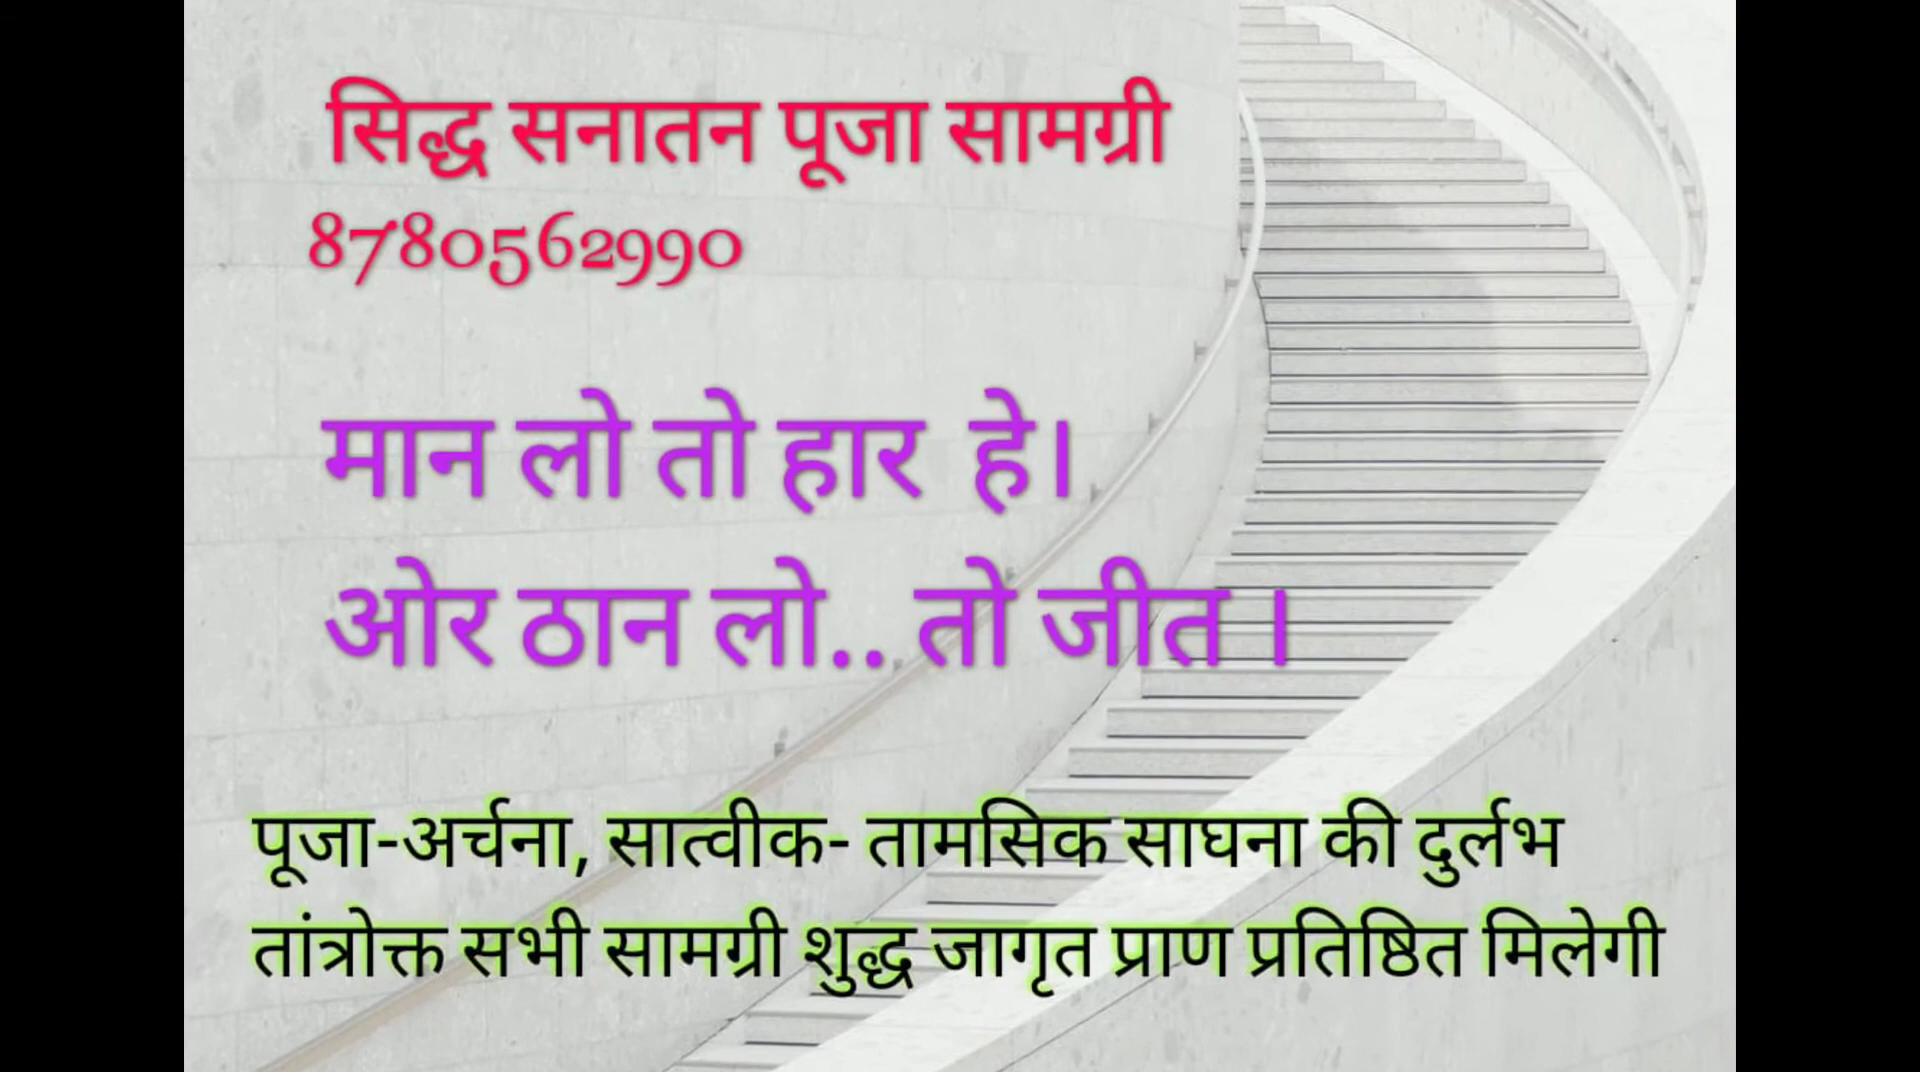 सिद्ध सनातन पूजा सामग्री
8780562990
मान लो तो हार हे।
ओर ठान लो.. तो जीत ।
पूजा-अर्चना, सात्वीक- तामसिक साघना की दुर्लभ
तांत्रोक्त सभी सामग्री शुद्ध जागृत प्राण प्रतिष्ठित मिलेगी